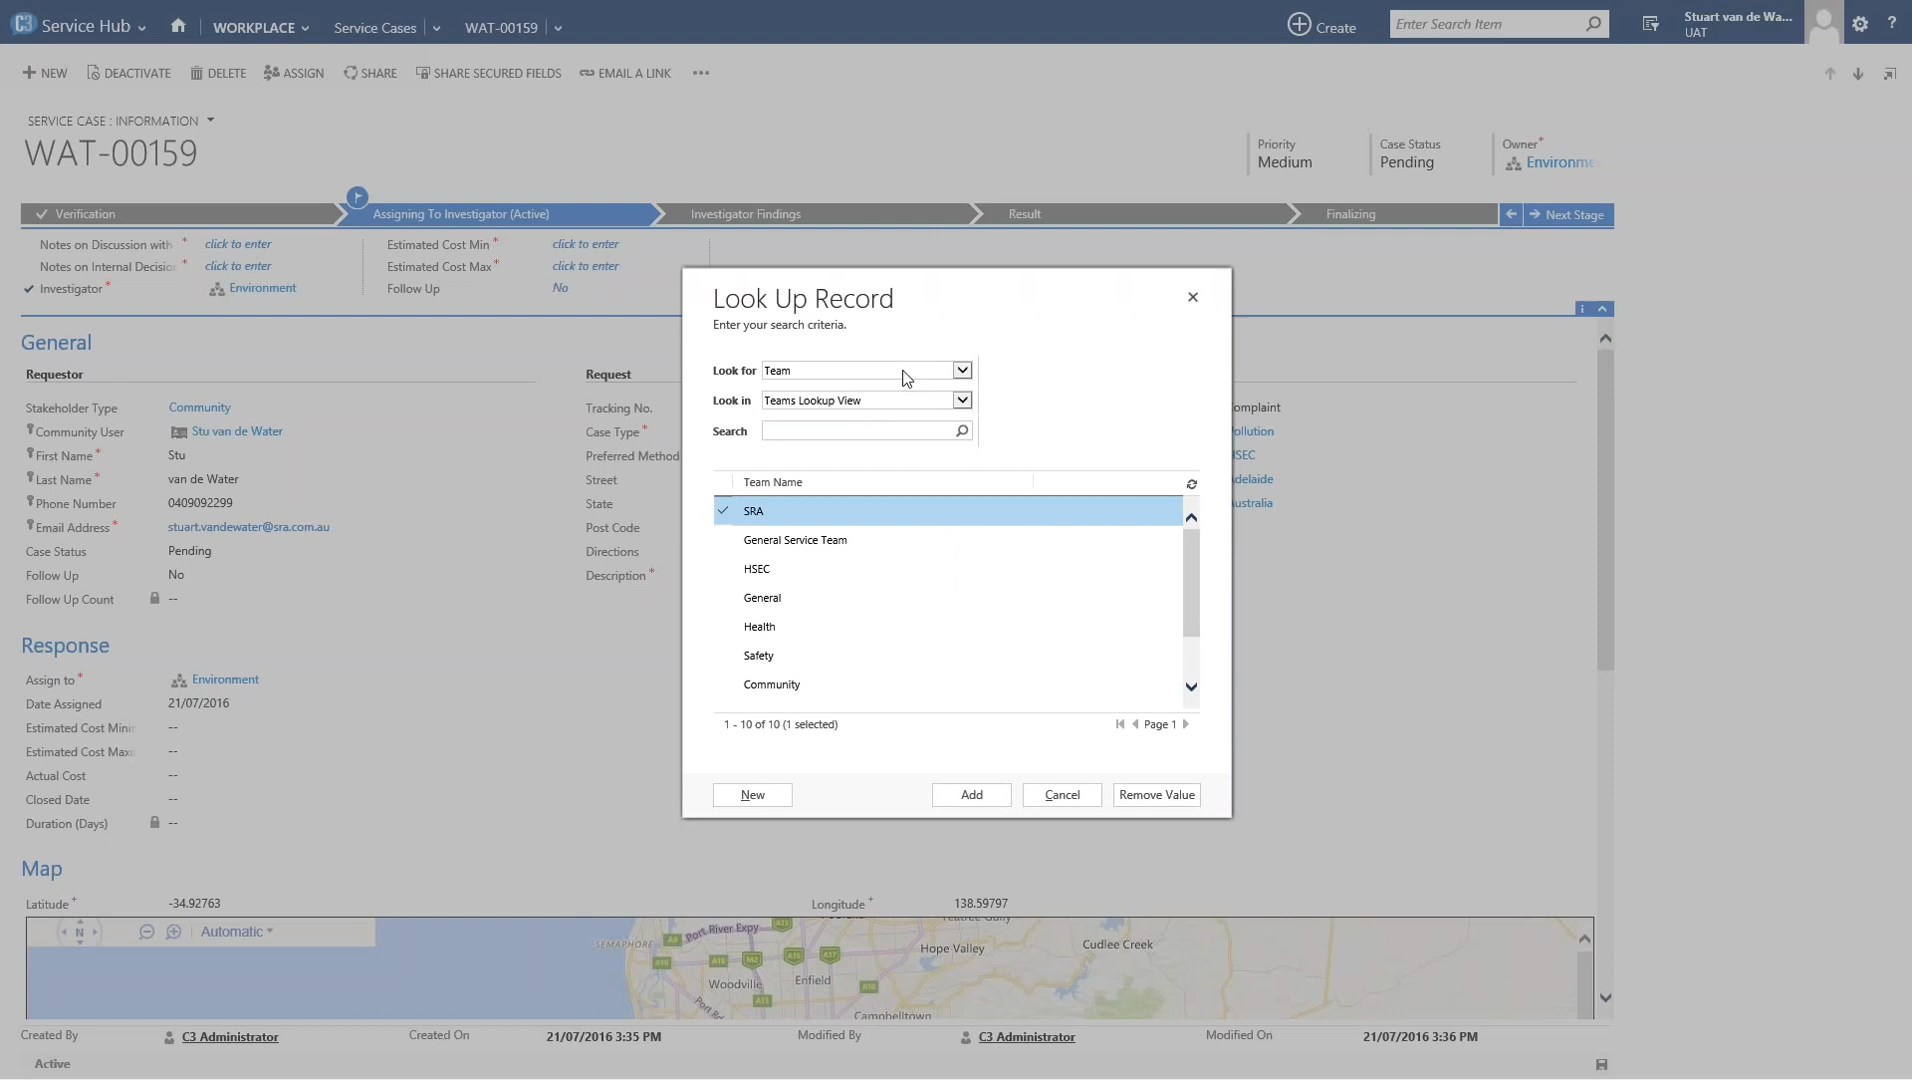 C3 Service Hub
WORKPLACE
Service Cases
WAT-00159
Create
Enter Search Item
Stuart van de Wa...
UAT
?
NEW
DEACTIVATE
DELETE
ASSIGN
SHARE
SHARE SECURED FIELDS
EMAIL A LINK
•••
SERVICE CASE : INFORMATION
WAT-00159
Priority
Medium
Case Status
Pending
Owner*
Environme
Verification
Assigning To Investigator (Active)
Investigator Findings
Result
Finalizing
Next Stage
Notes on Discussion with * click to enter
Estimated Cost Min * click to enter
Notes on Internal Decision * click to enter
Estimated Cost Max * click to enter
Investigator * Environment
Follow Up No
Look Up Record
Enter your search criteria.
Look for Team
Look in Teams Lookup View
Search
Team Name
SRA
General Service Team
HSEC
General
Health
Safety
Community
1 - 10 of 10 (1 selected)
Page 1
New
Add
Cancel
Remove Value
General
Requestor
Stakeholder Type Community
Community User Stu van de Water
First Name * Stu
Last Name * van de Water
Phone Number 0409092299
Email Address * stuart.vandewater@sra.com.au
Case Status Pending
Follow Up No
Follow Up Count --
Request
Tracking No. omplaint
Case Type * ollution
Preferred Method HSEC
Street delaide
State ustralia
Post Code
Directions
Description *
Response
Assign to * Environment
Date Assigned 21/07/2016
Estimated Cost Mini --
Estimated Cost Maxi --
Actual Cost --
Closed Date --
Duration (Days) --
Map
Latitude + -34.92763
Longitude + 138.59797
N
Automatic
SEMAPHORE
Port River Expy
Hope Valley
Cudlee Creek
Woodville
Enfield
Campbelltown
A9
A16
A18
M2
A16
A17
A18
Created By C3 Administrator
Created On 21/07/2016 3:35 PM
Modified By C3 Administrator
Modified On 21/07/2016 3:36 PM
Active